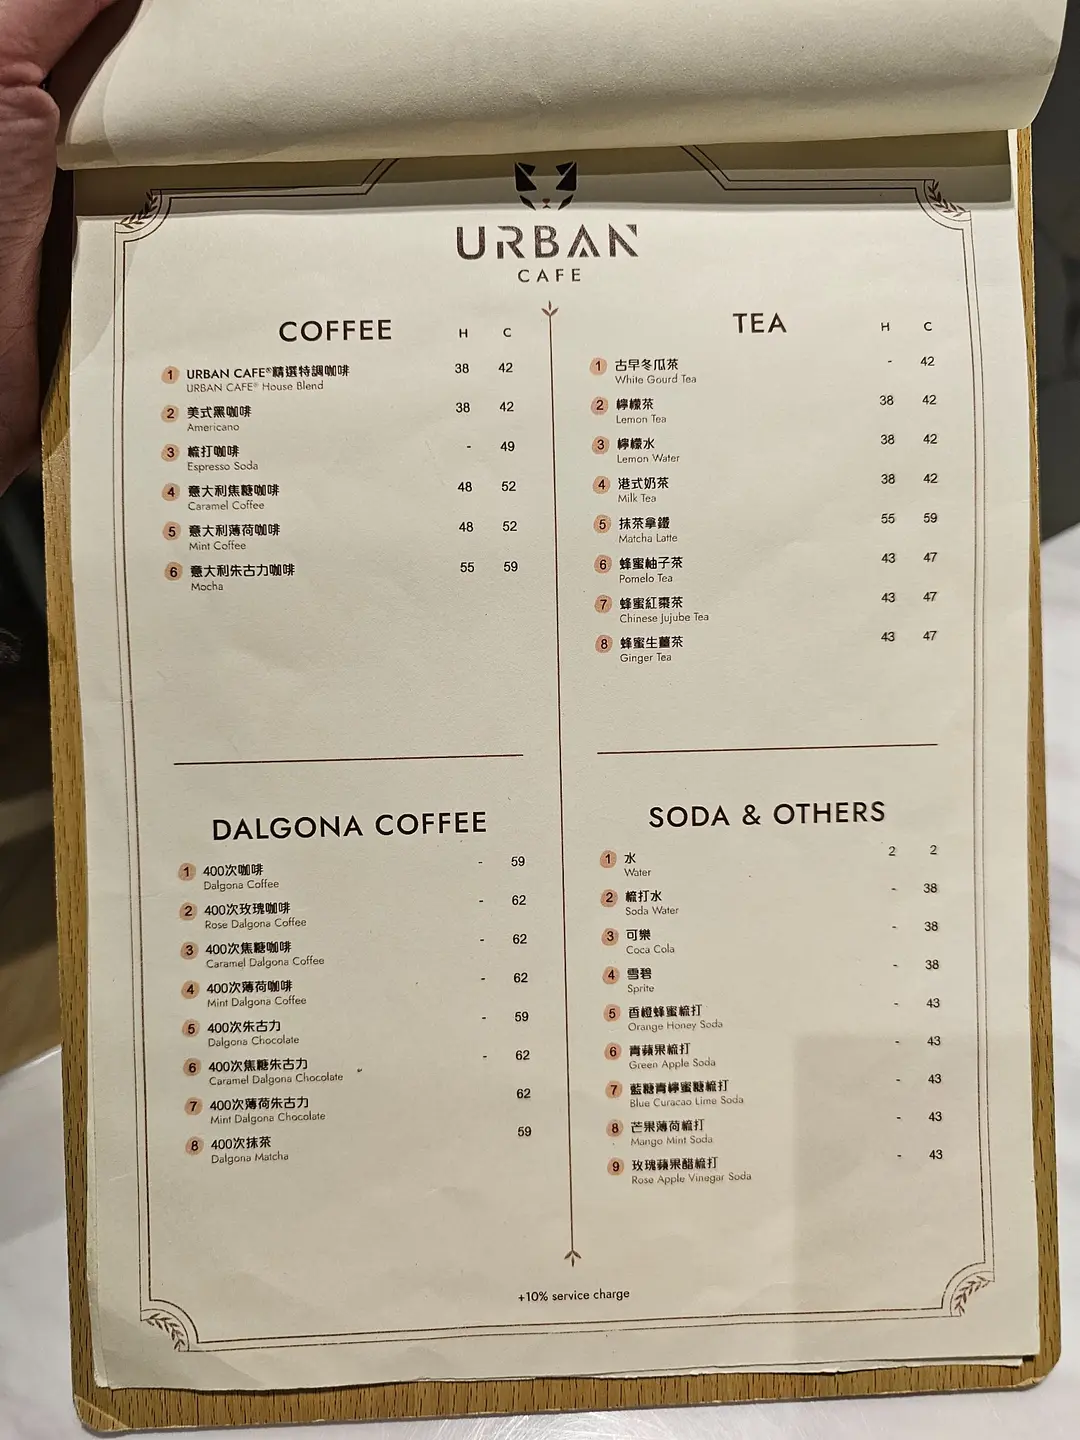 URBAN
CAFE
COFFEE H C
1 URBAN CAFE®精選特調咖啡 38 42
URBAN CAFE® House Blend
2 美式黑咖啡 38 42
Americano
3 梳打咖啡 - 49
Espresso Soda
4 意大利焦糖咖啡 48 52
Caramel Coffee
5 意大利薄荷咖啡 48 52
Mint Coffee
6 意大利朱古力咖啡 55 59
Mocha
TEA H C
1 古早冬瓜茶 - 42
White Gourd Tea
2 檸檬茶 38 42
Lemon Tea
3 檸檬水 38 42
Lemon Water
4 港式奶茶 38 42
Milk Tea
5 抹茶拿鐵 55 59
Matcha Latte
6 蜂蜜柚子茶 43 47
Pomelo Tea
7 蜂蜜紅棗茶 43 47
Chinese Jujube Tea
8 蜂蜜生薑茶 43 47
Ginger Tea
DALGONA COFFEE
1 400次咖啡 - 59
Dalgona Coffee
2 400次玫瑰咖啡 - 62
Rose Dalgona Coffee
3 400次焦糖咖啡 - 62
Caramel Dalgona Coffee
4 400次薄荷咖啡 - 62
Mint Dalgona Coffee
5 400次朱古力 - 59
Dalgona Chocolate
6 400次焦糖朱古力 - 62
Caramel Dalgona Chocolate
7 400次薄荷朱古力 62
Mint Dalgona Chocolate
8 400次抹茶 59
Dalgona Matcha
SODA & OTHERS
1 水 2 2
Water
2 梳打水 - 38
Soda Water
3 可樂 - 38
Coca Cola
4 雪碧 - 38
Sprite
5 香橙蜂蜜梳打 - 43
Orange Honey Soda
6 青蘋果梳打 - 43
Green Apple Soda
7 藍糖青檸蜜糖梳打 - 43
Blue Curacao Lime Soda
8 芒果薄荷梳打 - 43
Mango Mint Soda
9 玫瑰蘋果醋梳打 - 43
Rose Apple Vinegar Soda
+10% service charge